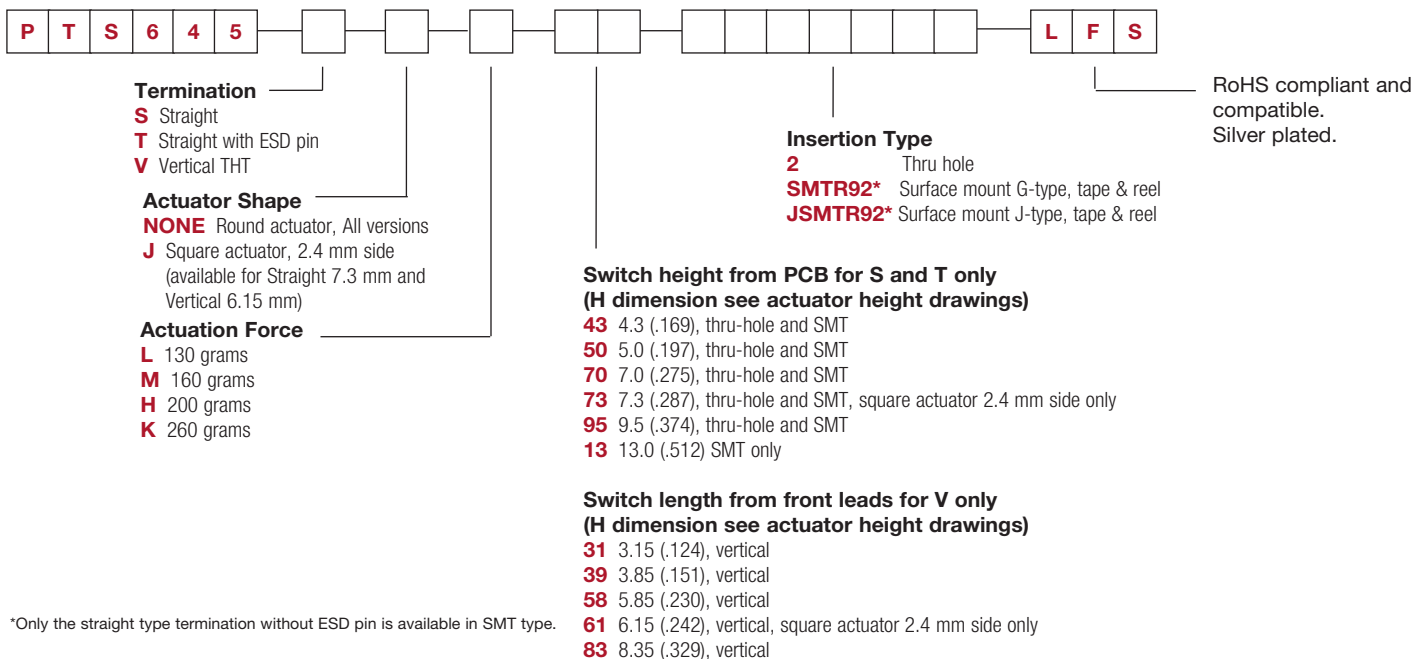 P T S 6 4 5 L F S
Termination
S Straight
T Straight with ESD pin
V Vertical THT
Actuator Shape
NONE Round actuator, All versions
J Square actuator, 2.4 mm side
(available for Straight 7.3 mm and
Vertical 6.15 mm)
Actuation Force
L 130 grams
M 160 grams
H 200 grams
K 260 grams
Insertion Type
2 Thru hole
SMTR92* Surface mount G-type, tape & reel
JSMTR92* Surface mount J-type, tape & reel
RoHS compliant and
compatible.
Silver plated.
Switch height from PCB for S and T only
(H dimension see actuator height drawings)
43 4.3 (.169), thru-hole and SMT
50 5.0 (.197), thru-hole and SMT
70 7.0 (.275), thru-hole and SMT
73 7.3 (.287), thru-hole and SMT, square actuator 2.4 mm side only
95 9.5 (.374), thru-hole and SMT
13 13.0 (.512) SMT only
Switch length from front leads for V only
(H dimension see actuator height drawings)
31 3.15 (.124), vertical
39 3.85 (.151), vertical
58 5.85 (.230), vertical
61 6.15 (.242), vertical, square actuator 2.4 mm side only
83 8.35 (.329), vertical
*Only the straight type termination without ESD pin is available in SMT type.